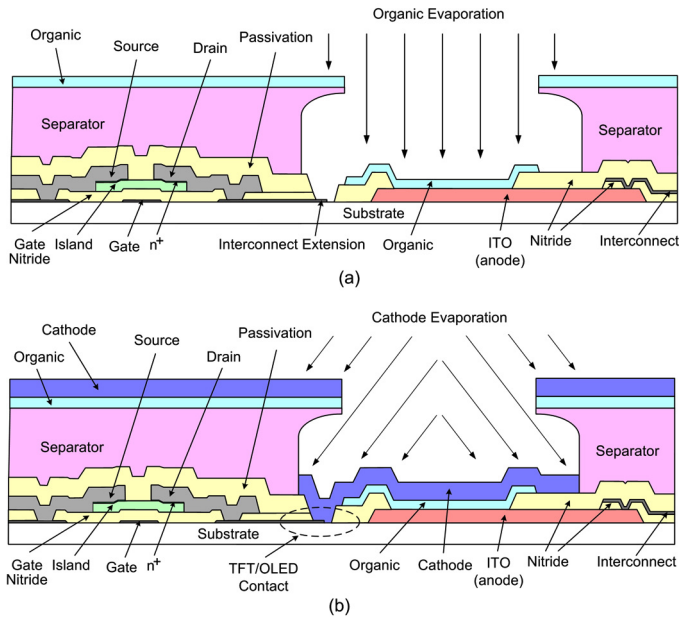 Organic Evaporation
Organic
Source
Drain
Passivation
Separator
Separator
Substrate
Gate
Nitride
Island
Gate
n+
Interconnect Extension
Organic
ITO
(anode)
Nitride
Interconnect
(a)
Cathode Evaporation
Cathode
Organic
Source
Drain
Passivation
Separator
Separator
Substrate
Gate
Nitride
Island
Gate
n+
TFT/OLED
Contact
Organic
Cathode
ITO
(anode)
Nitride
Interconnect
(b)